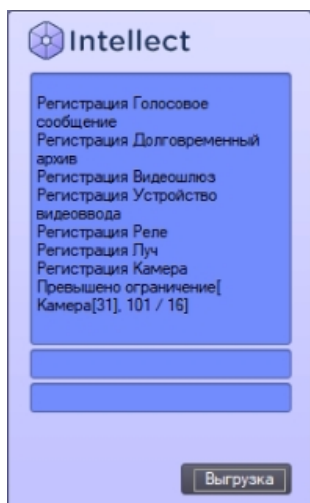 Intellect
Регистрация Голосовое
сообщение
Регистрация Долговременный
архив
Регистрация Видеошлюз
Регистрация Устройство
видеоввода
Регистрация Реле
Регистрация Луч
Регистрация Камера
Превышено ограничение[
Камера[31], 101 / 16]
Выгрузка